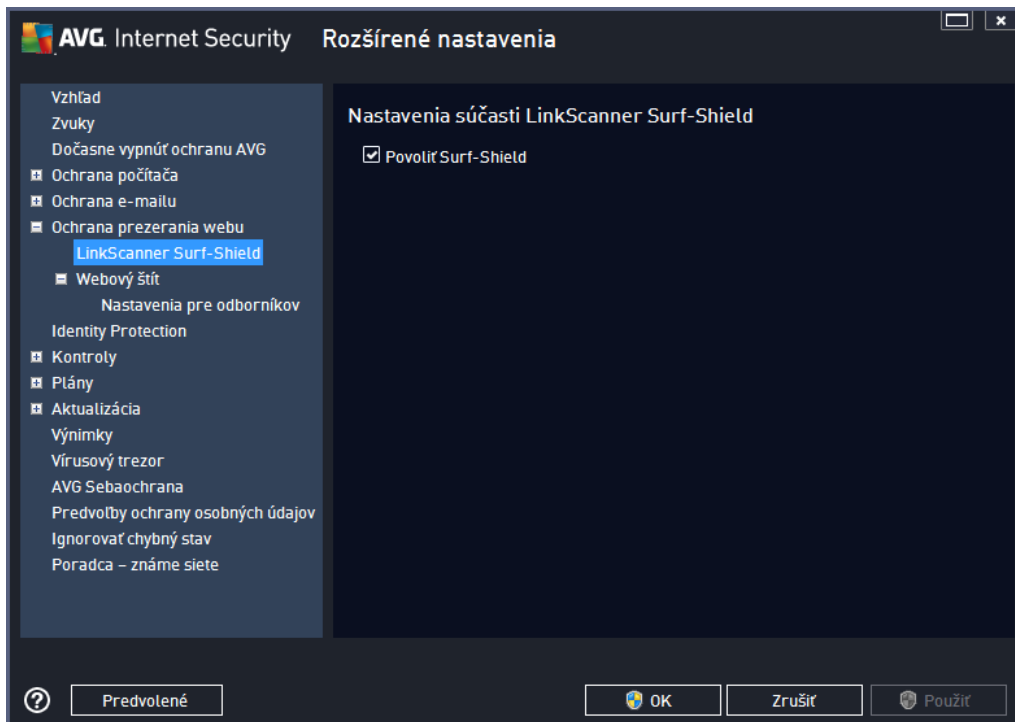 AVG. Internet Security Rozšírené nastavenia
Vzhľad
Zvuky
Dočasne vypnúť ochranu AVG
Ochrana počítača
Ochrana e-mailu
Ochrana prezerania webu
LinkScanner Surf-Shield
Webový štít
Nastavenia pre odborníkov
Identity Protection
Kontroly
Plány
Aktualizácia
Výnimky
Vírusový trezor
AVG Sebaochrana
Predvoľby ochrany osobných údajov
Ignorovať chybný stav
Poradca – známe siete
Nastavenia súčasti LinkScanner Surf-Shield
Povoliť Surf-Shield
Predvolené
OK
Zrušiť
Použiť